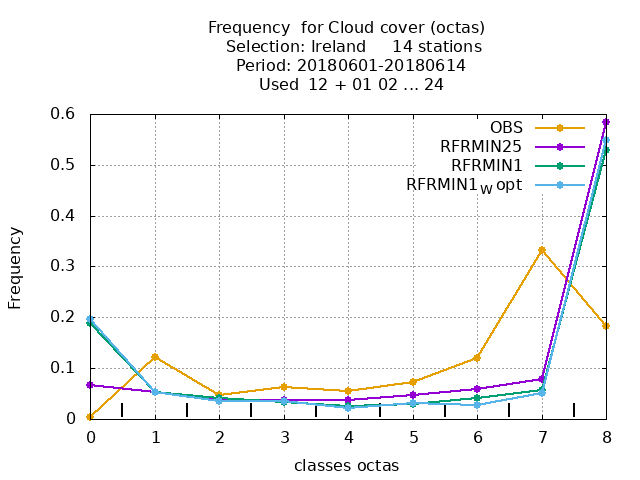 Frequency  for Cloud cover (octas)
Selection: Ireland     14 stations
Period: 20180601-20180614
Used  12 + 01 02 ... 24
0.6
0.5
0.4
0.3
0.2
0.1
0
Frequency
OBS
RFRMIN25
RFRMIN1
RFRMIN1w opt
0 1 2 3 4 5 6 7 8
classes octas